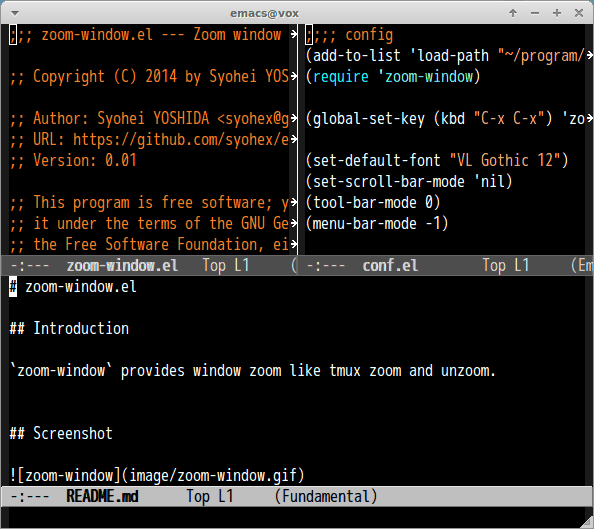 emacs@vox
;;; zoom-window.el --- Zoom window
;; Copyright (C) 2014 by Syohei YOS
;; Author: Syohei YOSHIDA <syohex@g
;; URL: https://github.com/syohex/e
;; Version: 0.01
;; This program is free software; y
;; it under the terms of the GNU Ge
;; the Free Software Foundation, ei
-:--- zoom-window.el Top L1 (
;;;; config
(add-to-list 'load-path "~/program/
(require 'zoom-window)
(global-set-key (kbd "C-x C-x") 'zo
(set-default-font "VL Gothic 12")
(set-scroll-bar-mode 'nil)
(tool-bar-mode 0)
(menu-bar-mode -1)
-:--- conf.el Top L1 (Em
# zoom-window.el
## Introduction
`zoom-window` provides window zoom like tmux zoom and unzoom.
## Screenshot
![zoom-window](image/zoom-window.gif)
-:--- README.md Top L1 (Fundamental)